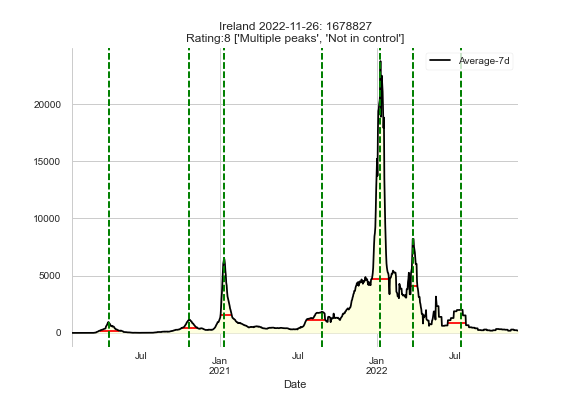 Ireland 2022-11-26: 1678827
Rating:8 ['Multiple peaks', 'Not in control']
Average-7d
20000
15000
10000
5000
0
Jul
Jan
2021
Jul
Jan
2022
Jul
Date